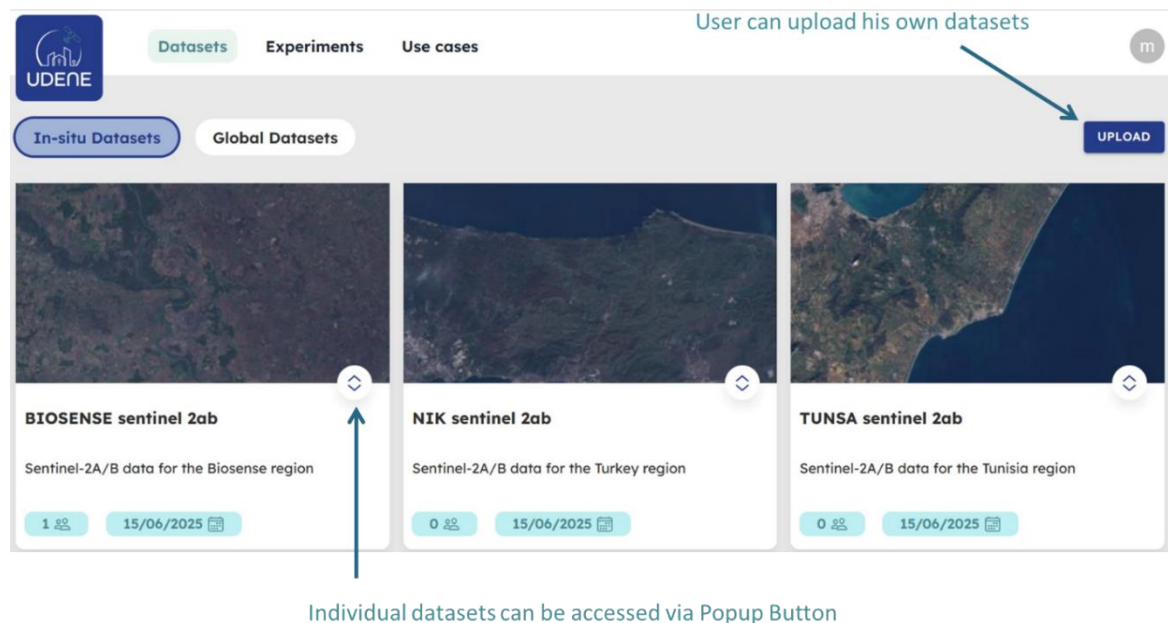 User can upload his own datasets
UDENE
Datasets
Experiments
Use cases
m
In-situ Datasets
Global Datasets
UPLOAD
BIOSENSE sentinel 2ab
Sentinel-2A/B data for the Biosense region
1
15/06/2025
NIK sentinel 2ab
Sentinel-2A/B data for the Turkey region
0
15/06/2025
TUNSA sentinel 2ab
Sentinel-2A/B data for the Tunisia region
0
15/06/2025
Individual datasets can be accessed via Popup Button